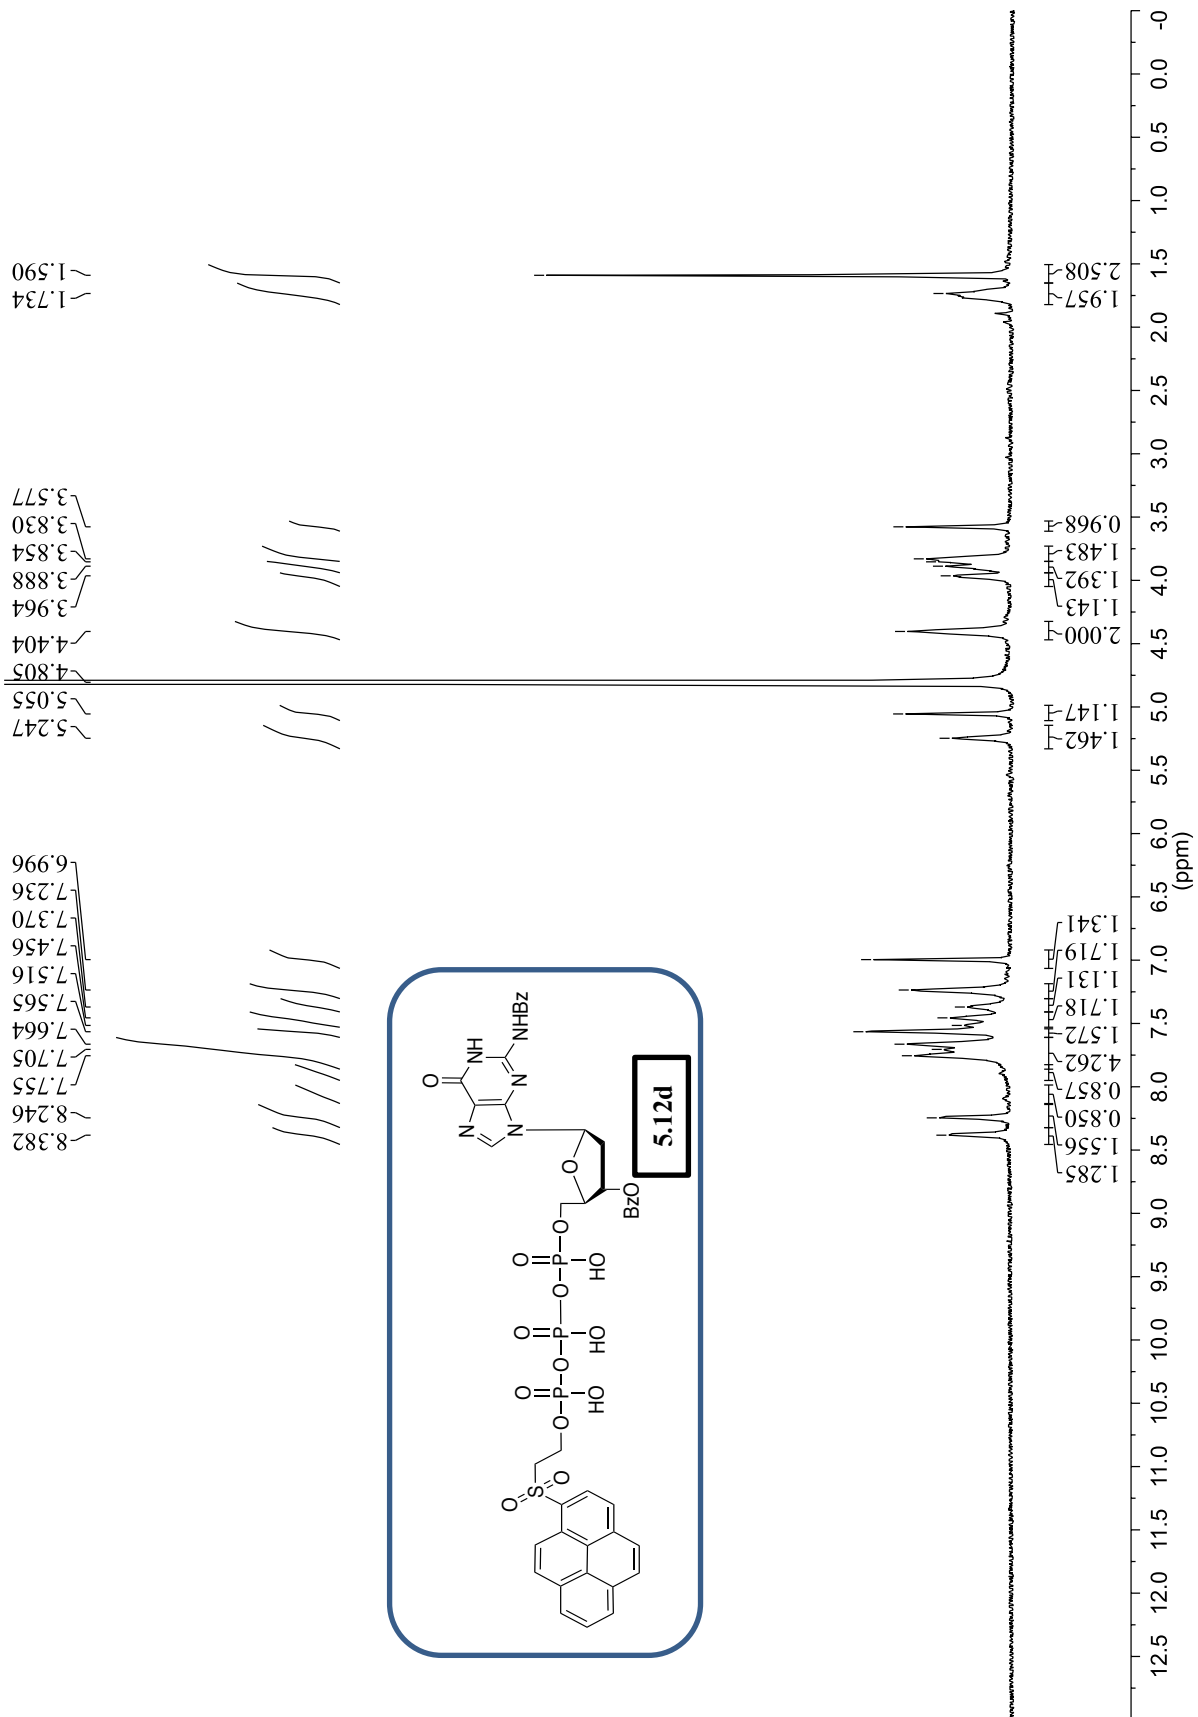 8.382
8.246
7.755
7.705
7.664
7.565
7.516
7.456
7.370
7.236
6.996
5.247
5.055
4.805
4.404
3.964
3.888
3.854
3.830
3.577
1.734
1.590
O
O
S
O
O
P
O
HO
O
P
O
HO
O
P
O
HO
O
O
BzO
N
N
O
NH
N
NHBz
5.12d
1.285
1.556
0.850
0.857
4.262
1.572
1.718
1.131
1.719
1.341
1.462
1.147
2.000
1.143
1.392
1.483
0.968
1.957
2.508
12.5 12.0 11.5 11.0 10.5 10.0 9.5 9.0 8.5 8.0 7.5 7.0 6.5 6.0 5.5 5.0 4.5 4.0 3.5 3.0 2.5 2.0 1.5 1.0 0.5 0.0 -0
(ppm)